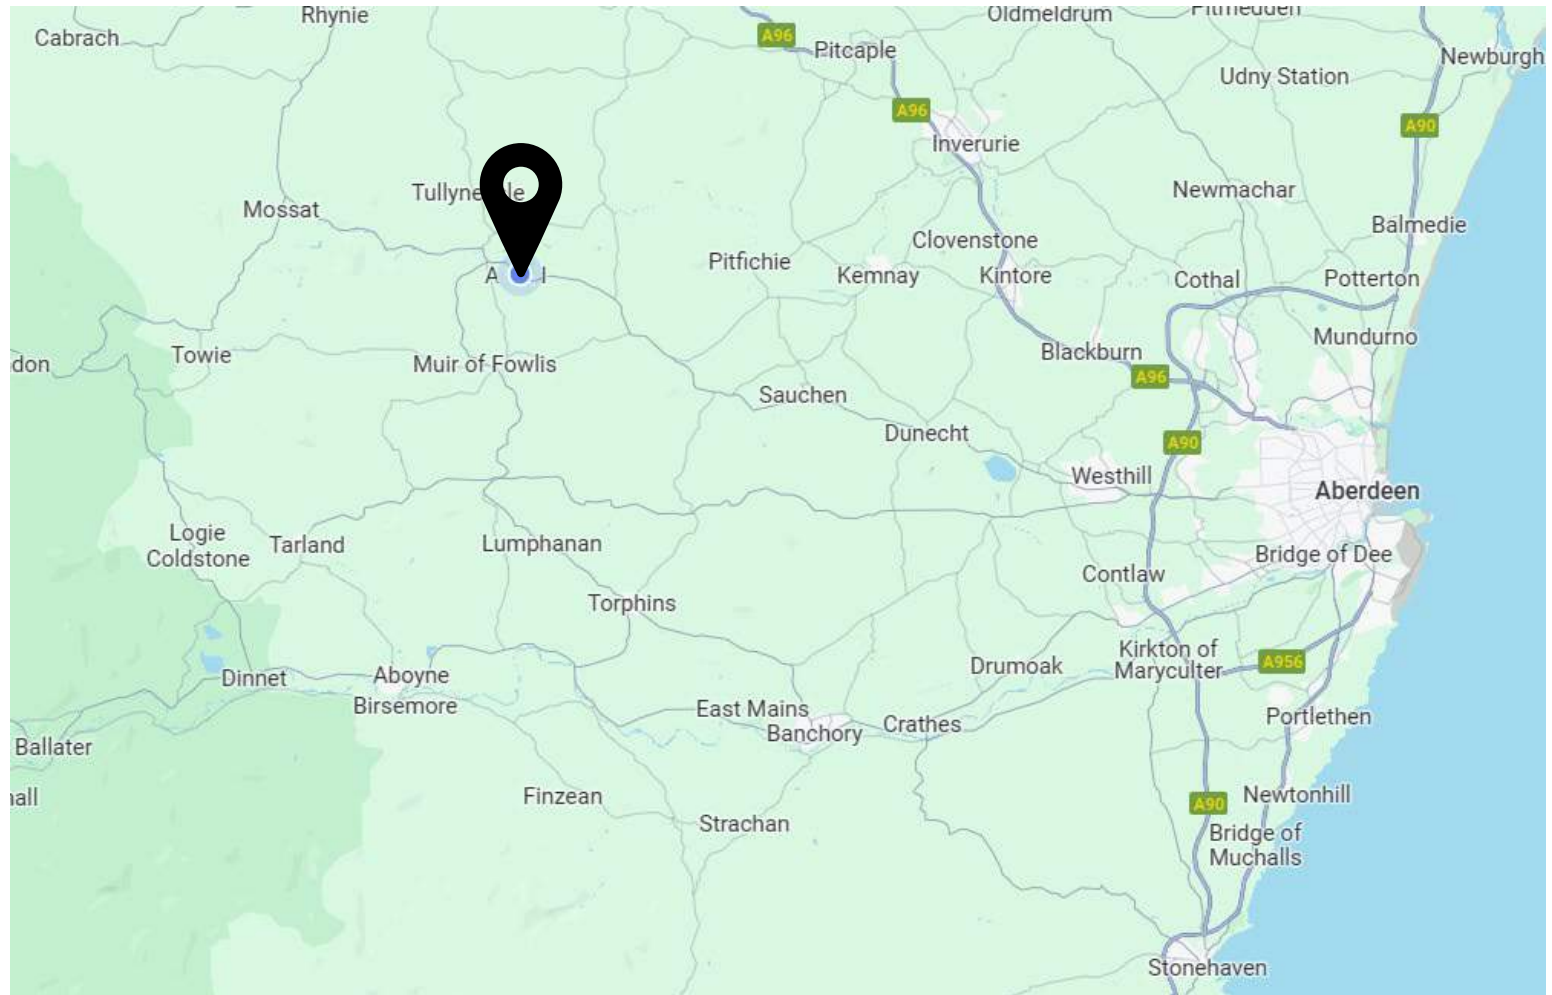 Rhynie
Oldmeldrum
Cabrach
A96
Pitcaple
Newburgh
Udny Station
A96
A90
Inverurie
Newmachar
Mossat
Balmedie
Clovenstone
Pitfichie
Kemnay
Kintore
Cothal
Potterton
Mundurno
Towie
Muir of Fowlis
Blackburn
A96
Sauchen
Dunecht
A90
Westhill
Aberdeen
Logie
Coldstone
Tarland
Lumphanan
Bridge of Dee
Contlaw
Torphins
Kirkton of
Maryculter
A956
Drumoak
Dinnet
Aboyne
Birsemore
East Mains
Banchory
Crathes
Portlethen
Ballater
Finzean
Newtonhill
A90
Strachan
Bridge of
Muchalls
Stonehaven